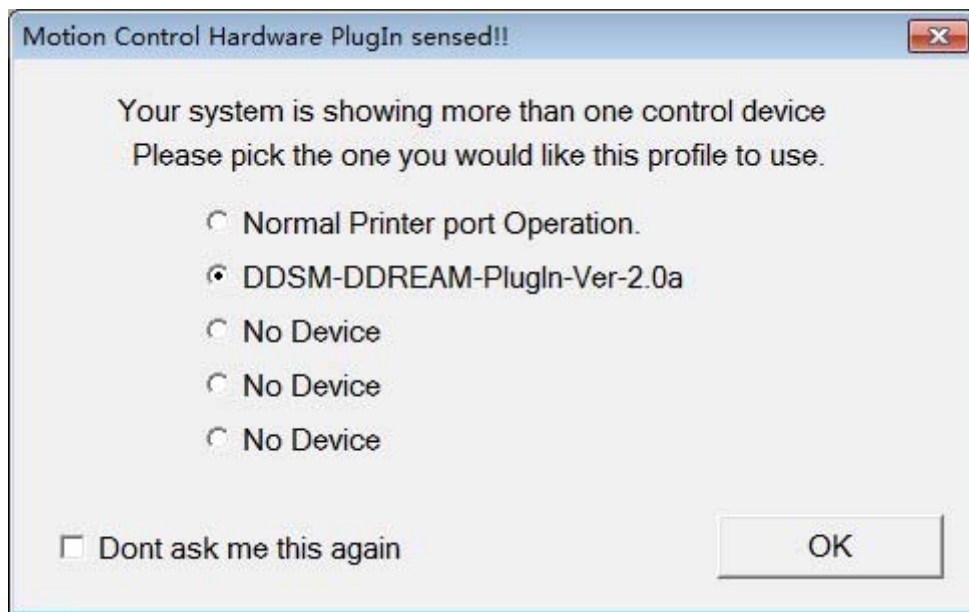 Motion Control Hardware PlugIn sensed!!
Your system is showing more than one control device
Please pick the one you would like this profile to use.
Normal Printer port Operation.
DDSM-DDREAM-PlugIn-Ver-2.0a
No Device
No Device
No Device
Dont ask me this again
OK